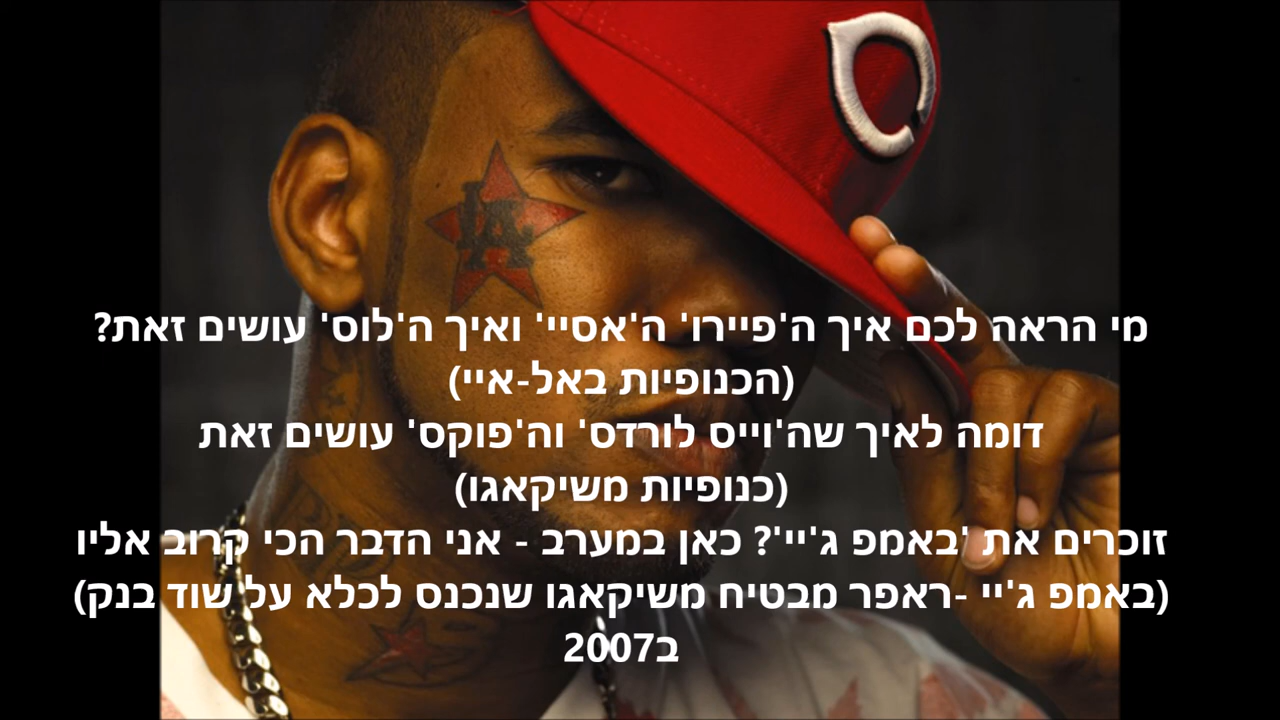 מי הראה לכם איך ה'פיירו' ה'אסיי' ואיך ה'לוס' עושים זאת?
(הכנופיות באל-איי)
דומה לאיך שה'וייס לורדס' וה'פוקס' עושים זאת
(כנופיות משיקאגו)
זוכרים את 'באמפ ג'יי'? כאן במערב - אני הדבר הכי קרוב אליו
(באמפ ג'יי -ראפר מבטיח משיקאגו שנכנס לכלא על שוד בנק)
ב2007
C
LA